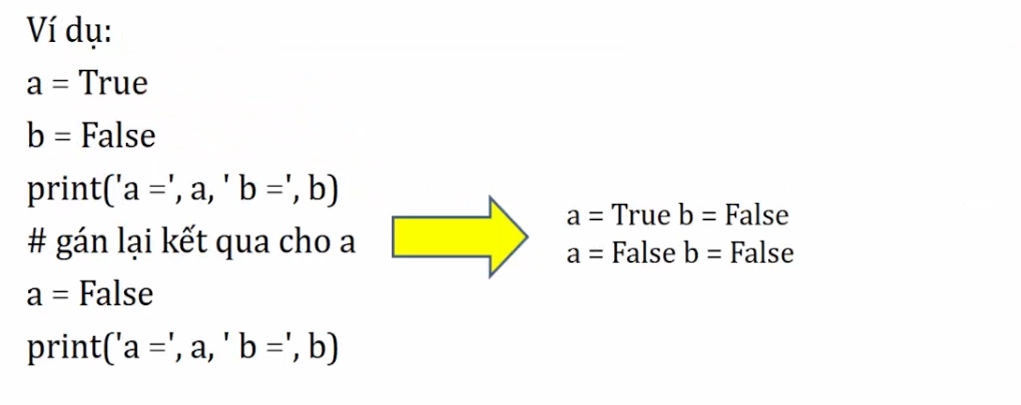 Ví dụ:
a = True
b = False
print('a =', a, ' b =', b)
# gán lại kết qua cho a
a = False
print('a =', a, ' b =', b)
a = True b = False
a = False b = False